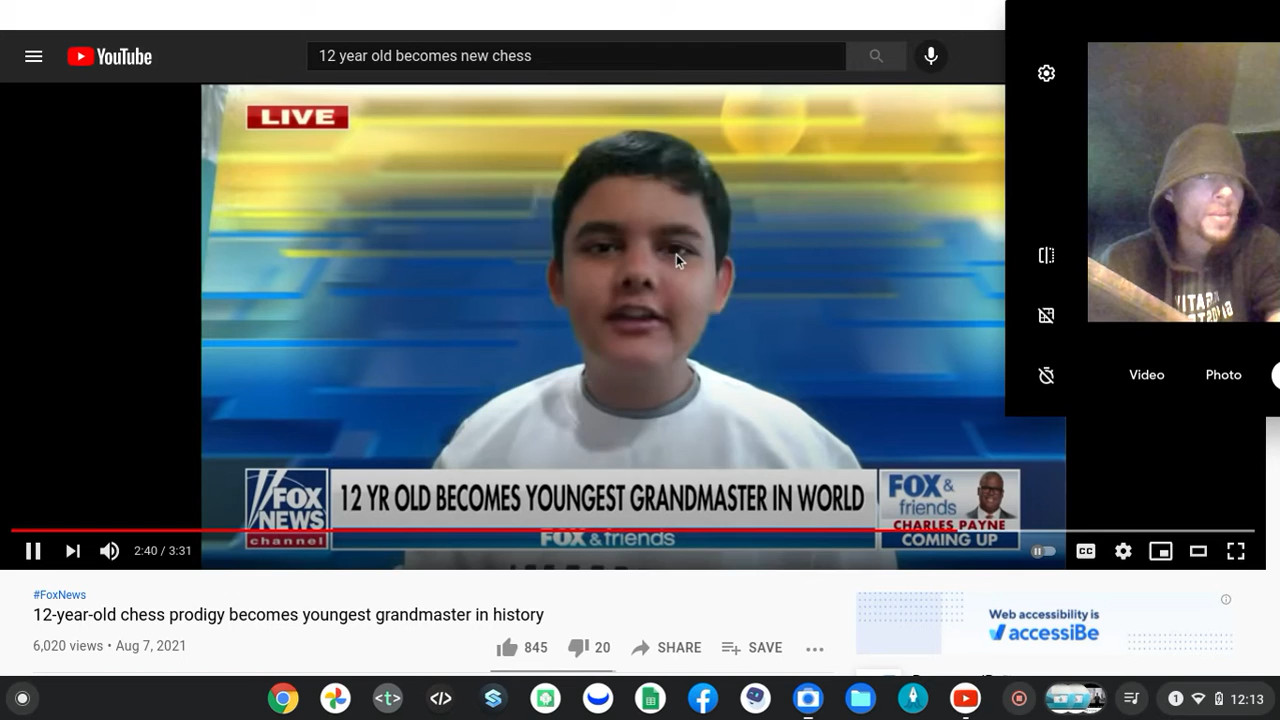 YouTube
12 year old becomes new chess
LIVE
Video
Photo
FOX
NEWS
channel
12 YR OLD BECOMES YOUNGEST GRANDMASTER IN WORLD
FOX & friends
FOX &
friends
CHARLES PAYNE
COMING UP
2:40 / 3:31
CC
#FoxNews
12-year-old chess prodigy becomes youngest grandmaster in history
6,020 views • Aug 7, 2021
845
20
SHARE
SAVE
Web accessibility is
accessiBe
<t>
</>
1
12:13